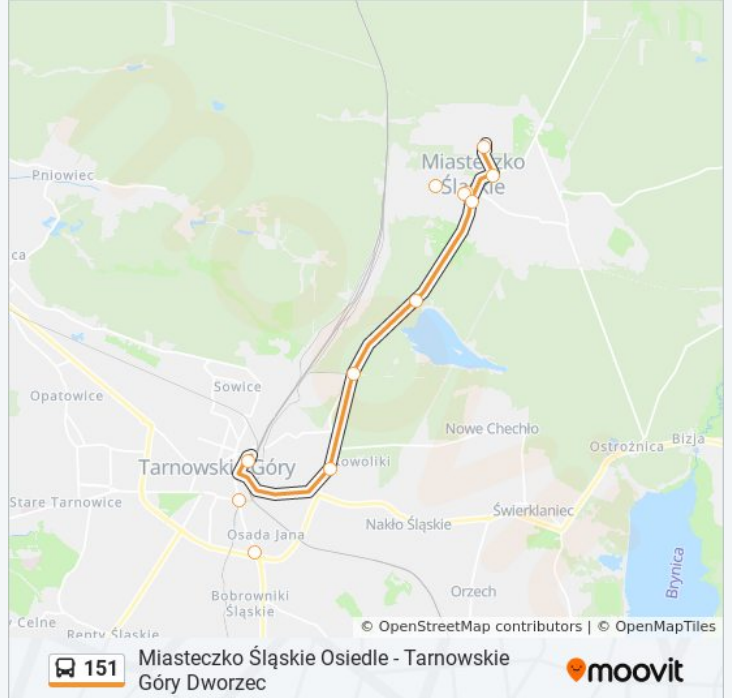 Miasteczko
Śląskie
Pniowiec
ca
Sowice
Opatowice
Nowe Chechło
Ostrożnica
Bizja
Tarnowskie Góry
Kowoliki
Stare Tarnowice
Świerklaniec
Nakło Śląskie
Osada Jana
Brynica
Orzech
Bobrowniki
Śląskie
y Celne
Repty Śląskie
© OpenStreetMap contributors | © OpenMapTiles
151
Miasteczko Śląskie Osiedle - Tarnowskie
Góry Dworzec
moovit